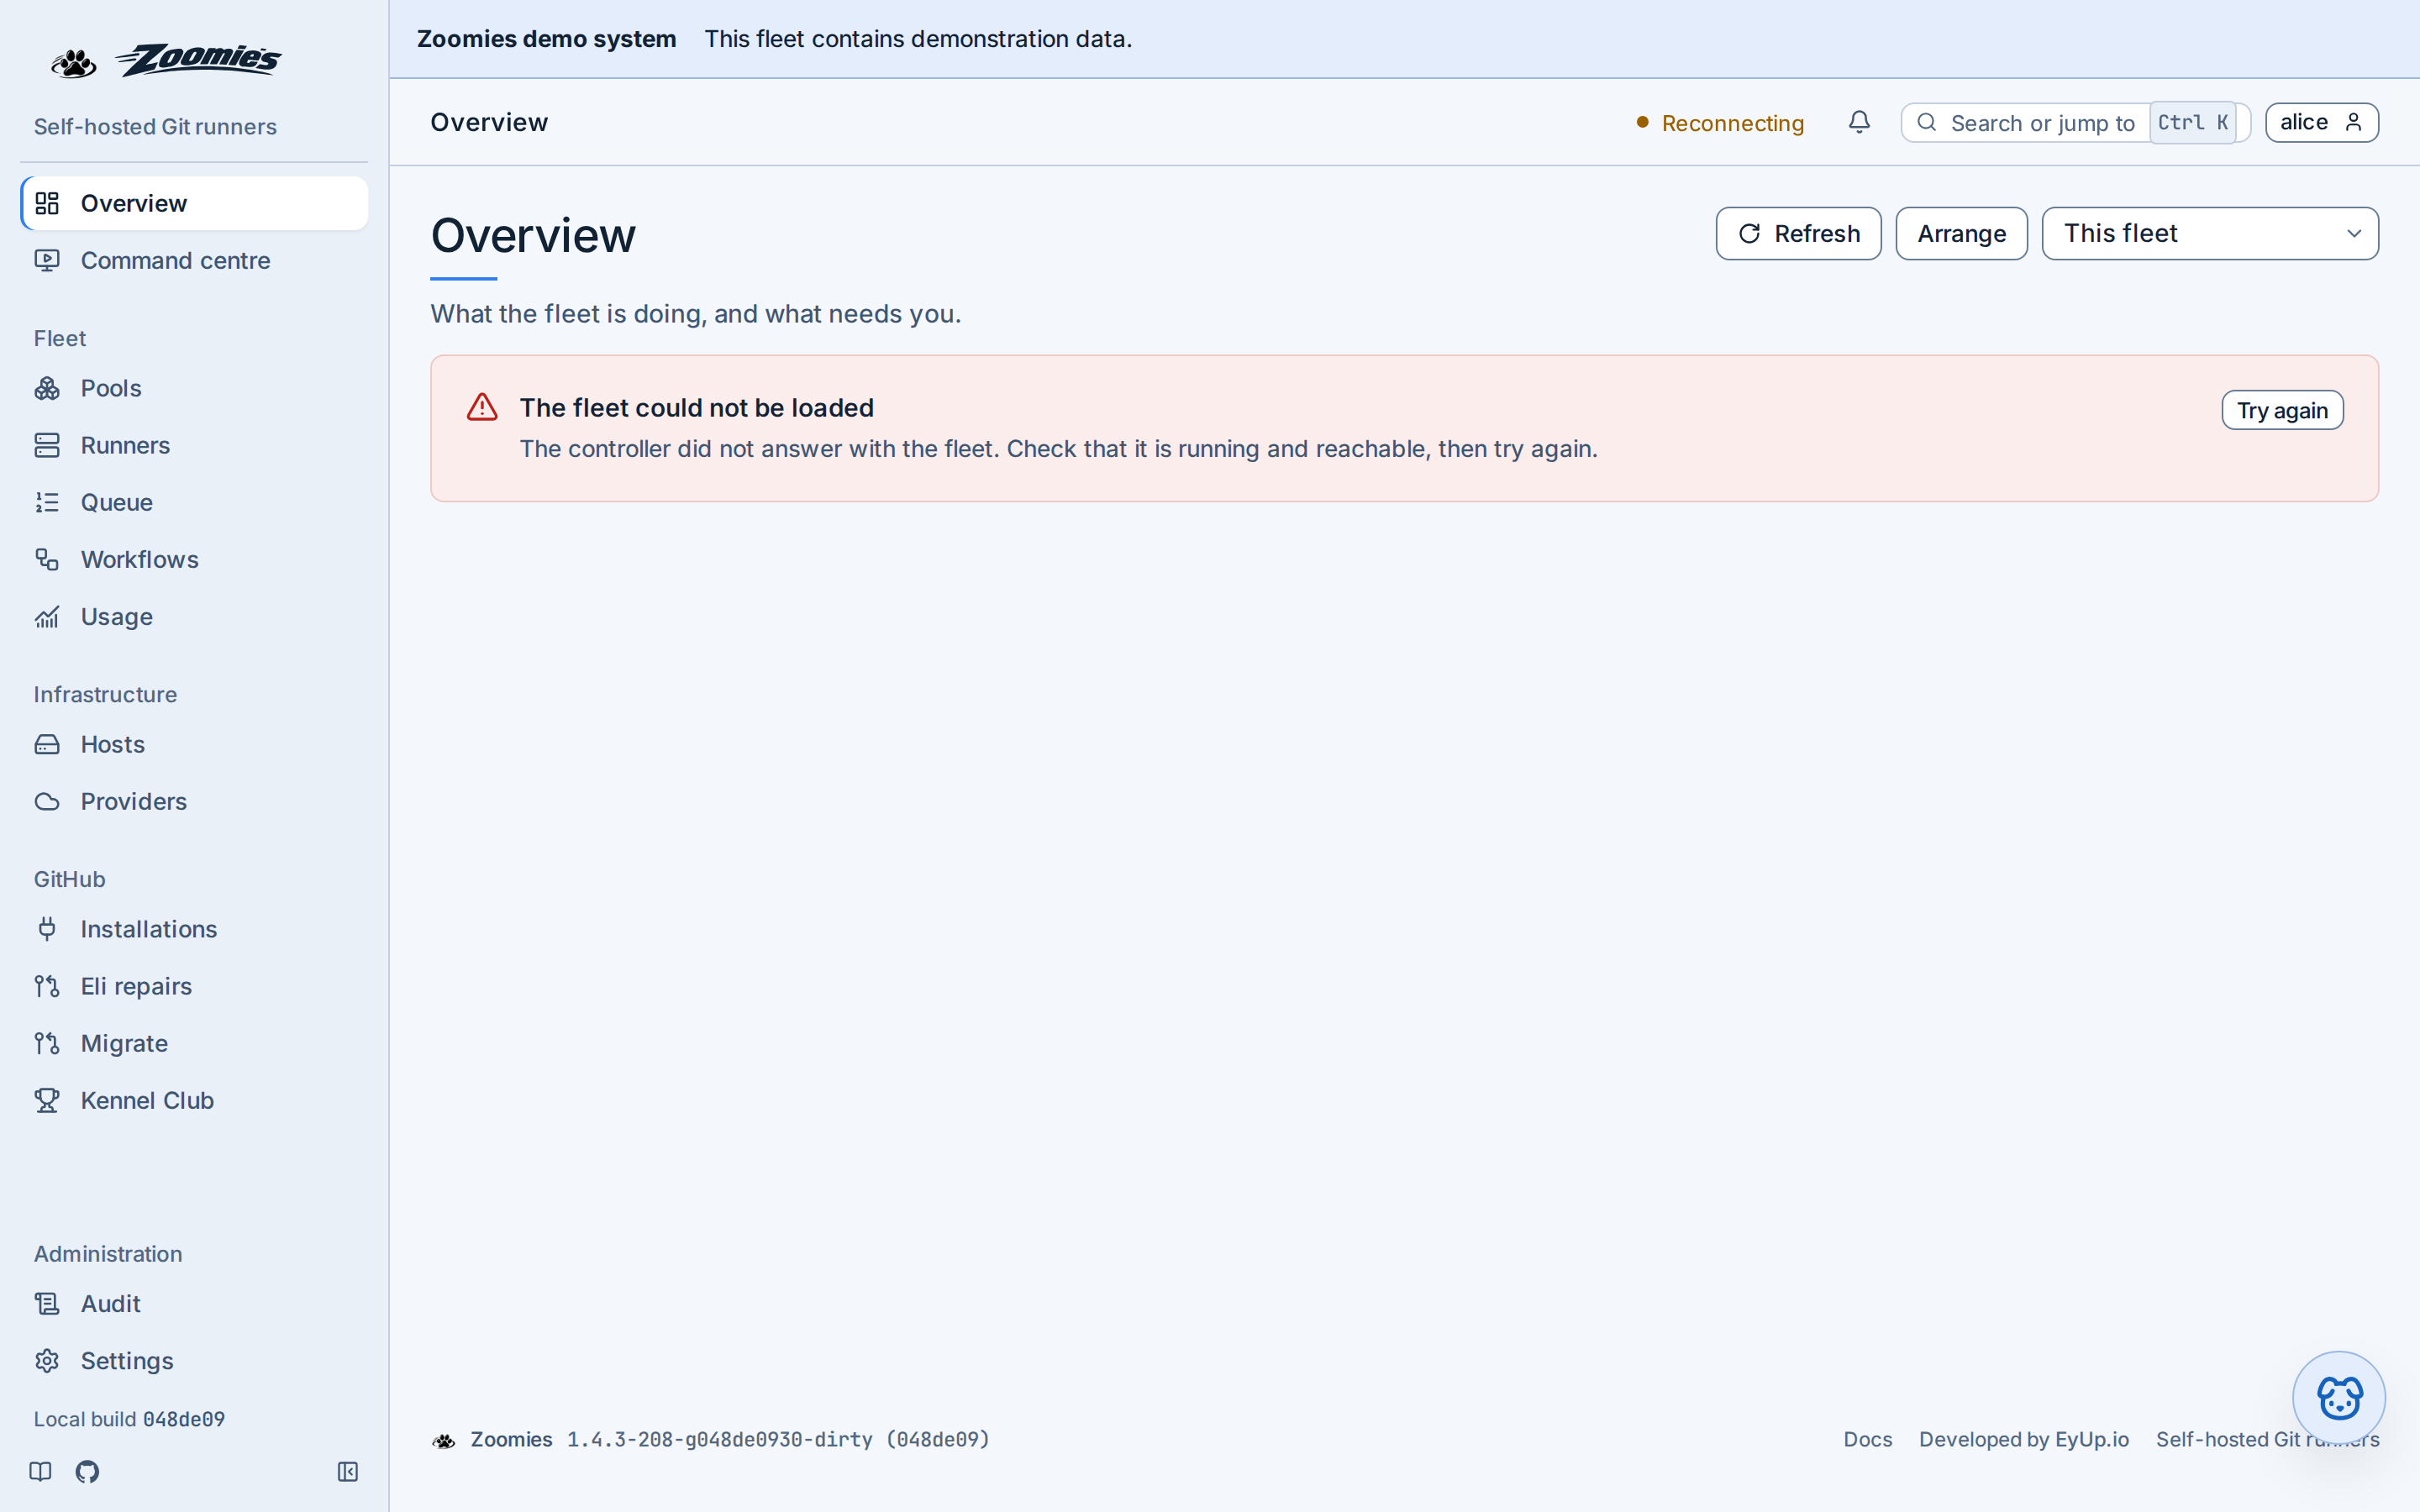 Zoomies
Self-hosted Git runners
Overview
Command centre
Fleet
Pools
Runners
Queue
Workflows
Usage
Infrastructure
Hosts
Providers
GitHub
Installations
Eli repairs
Migrate
Kennel Club
Administration
Audit
Settings
Local build 048de09
Zoomies demo system This fleet contains demonstration data.
Overview
Reconnecting
Search or jump to Ctrl K
alice
Overview
Refresh
Arrange
This fleet
What the fleet is doing, and what needs you.
The fleet could not be loaded
Try again
The controller did not answer with the fleet. Check that it is running and reachable, then try again.
Zoomies 1.4.3-208-g048de0930-dirty (048de09)
Docs Developed by EyUp.io Self-hosted Git runners